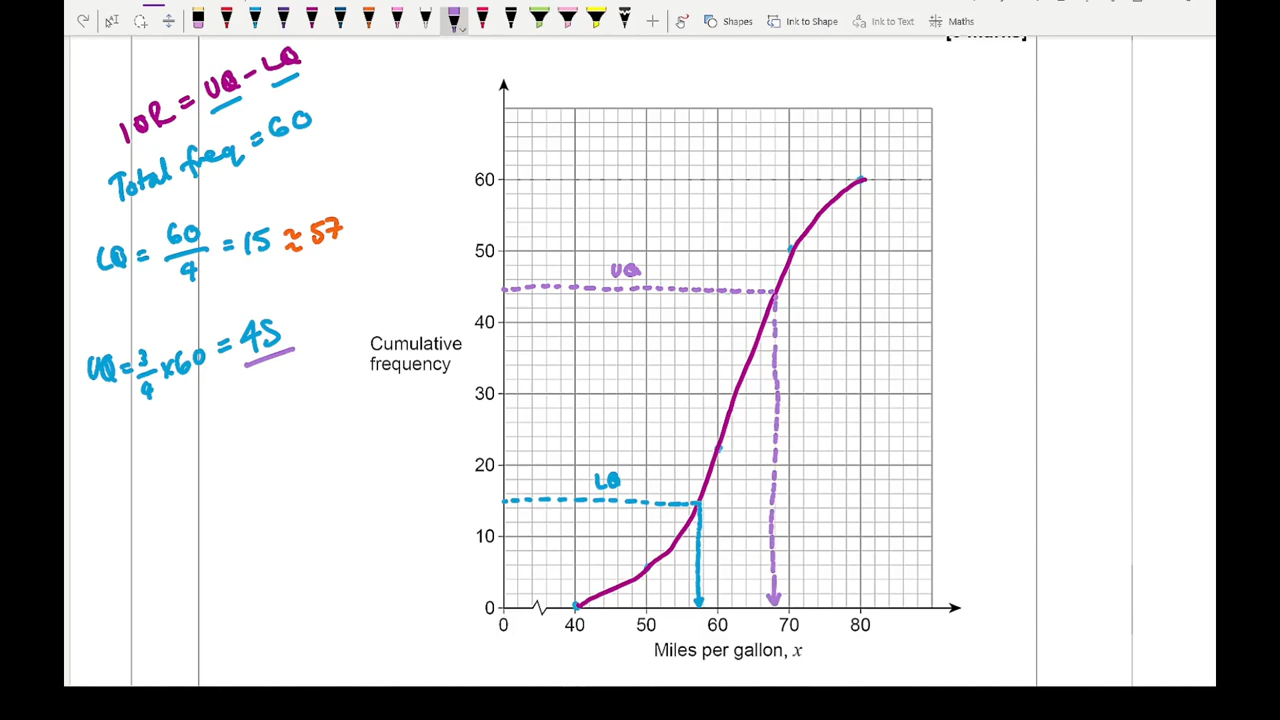 Shapes
Ink to Shape
Ink to Text
Maths
IQR = UQ - LQ
Total freq = 60
LQ = 60/4 = 15 ≈ 57
UQ = 3/4 x 60 = 45
Cumulative
frequency
60
50
40
30
20
10
0
UQ
LQ
0 40 50 60 70 80
Miles per gallon, x